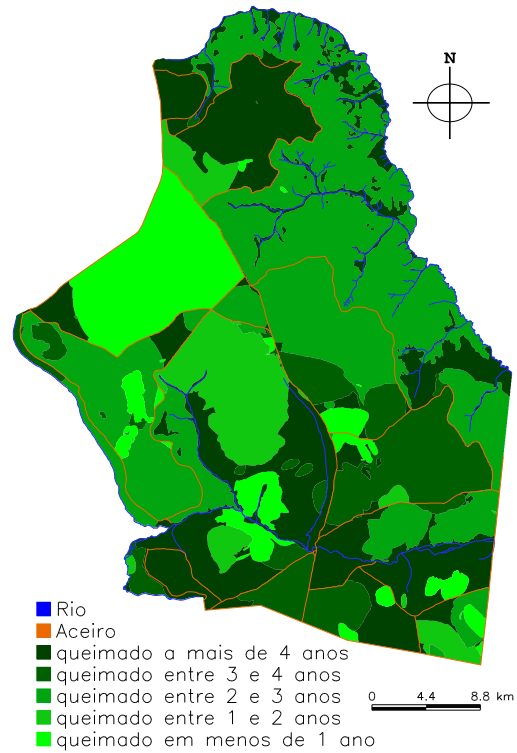 N
Rio
Aceiro
queimado a mais de 4 anos
queimado entre 3 e 4 anos
queimado entre 2 e 3 anos
queimado entre 1 e 2 anos
queimado em menos de 1 ano
0 4.4 8.8 km